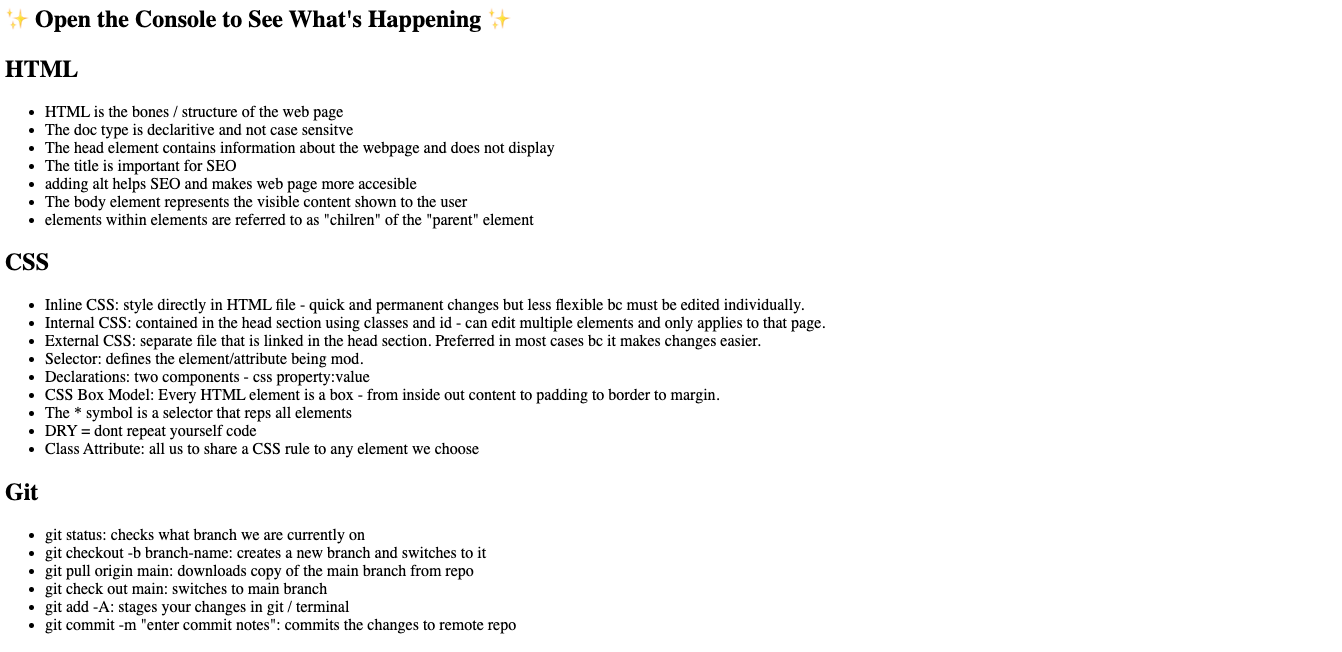 ✨ Open the Console to See What's Happening ✨
HTML
• HTML is the bones / structure of the web page
• The doc type is declaritive and not case sensitve
• The head element contains information about the webpage and does not display
• The title is important for SEO
• adding alt helps SEO and makes web page more accesible
• The body element represents the visible content shown to the user
• elements within elements are referred to as "chilren" of the "parent" element
CSS
• Inline CSS: style directly in HTML file - quick and permanent changes but less flexible bc must be edited individually.
• Internal CSS: contained in the head section using classes and id - can edit multiple elements and only applies to that page.
• External CSS: separate file that is linked in the head section. Preferred in most cases bc it makes changes easier.
• Selector: defines the element/attribute being mod.
• Declarations: two components - css property:value
• CSS Box Model: Every HTML element is a box - from inside out content to padding to border to margin.
• The * symbol is a selector that reps all elements
• DRY = dont repeat yourself code
• Class Attribute: all us to share a CSS rule to any element we choose
Git
• git status: checks what branch we are currently on
• git checkout -b branch-name: creates a new branch and switches to it
• git pull origin main: downloads copy of the main branch from repo
• git check out main: switches to main branch
• git add -A: stages your changes in git / terminal
• git commit -m "enter commit notes": commits the changes to remote repo